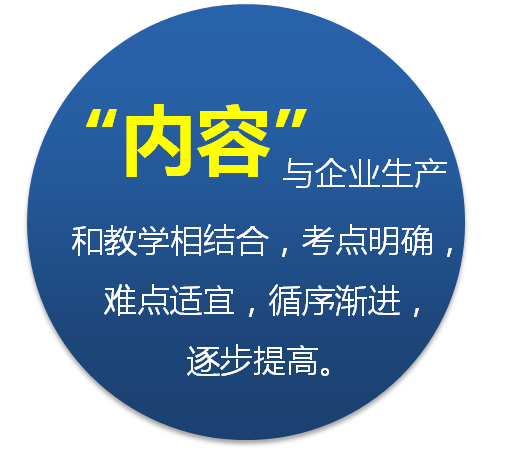 “内容”与企业生产
和教学相结合，考点明确，
难点适宜，循序渐进，
逐步提高。